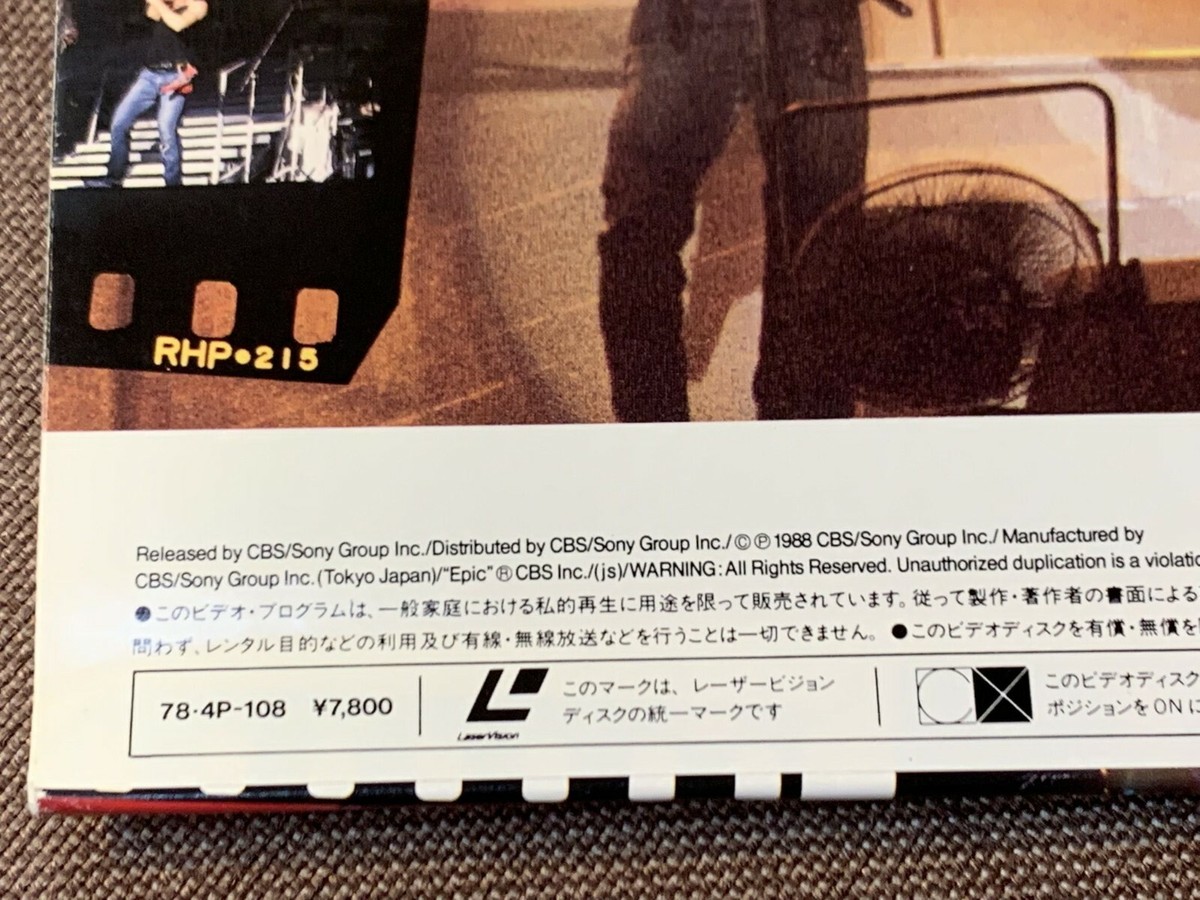 RHP•215
Released by CBS/Sony Group Inc./Distributed by CBS/Sony Group Inc./©℗1988 CBS/Sony Group Inc./Manufactured by
CBS/Sony Group Inc.(Tokyo Japan)/“Epic”®CBS Inc./(js)/WARNING:All Rights Reserved. Unauthorized duplication is a
●このビデオ・プログラムは、一般家庭における私的再生に用途を限って販売されています。従って製作・著作者の書面による
問わず、レンタル目的などの利用及び有線・無線放送などを行うことは一切できません。●このビデオディスクを有償・無償を
78・4P-108 ¥7,800
LaserVision
このマークは、レーザービジョン
ディスクの統一マークです
このビデオディスク
ポジションをONに